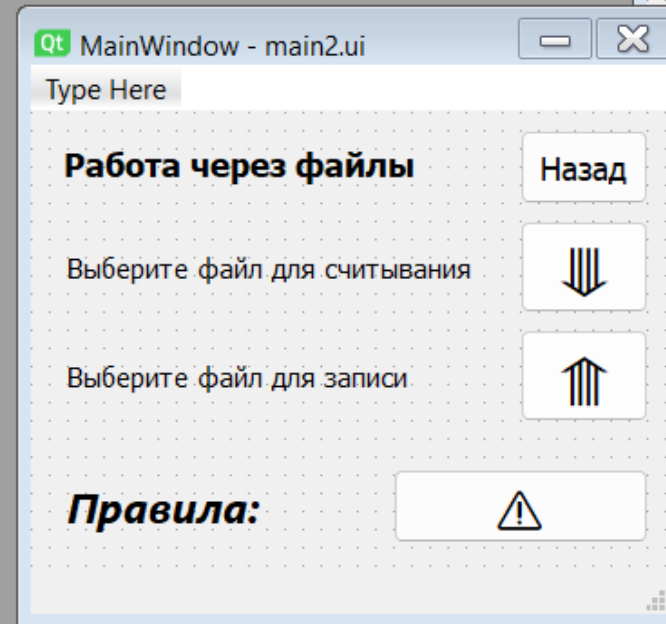 Qt MainWindow - main2.ui
Type Here
Работа через файлы
Назад
Выберите файл для считывания
Выберите файл для записи
Правила: